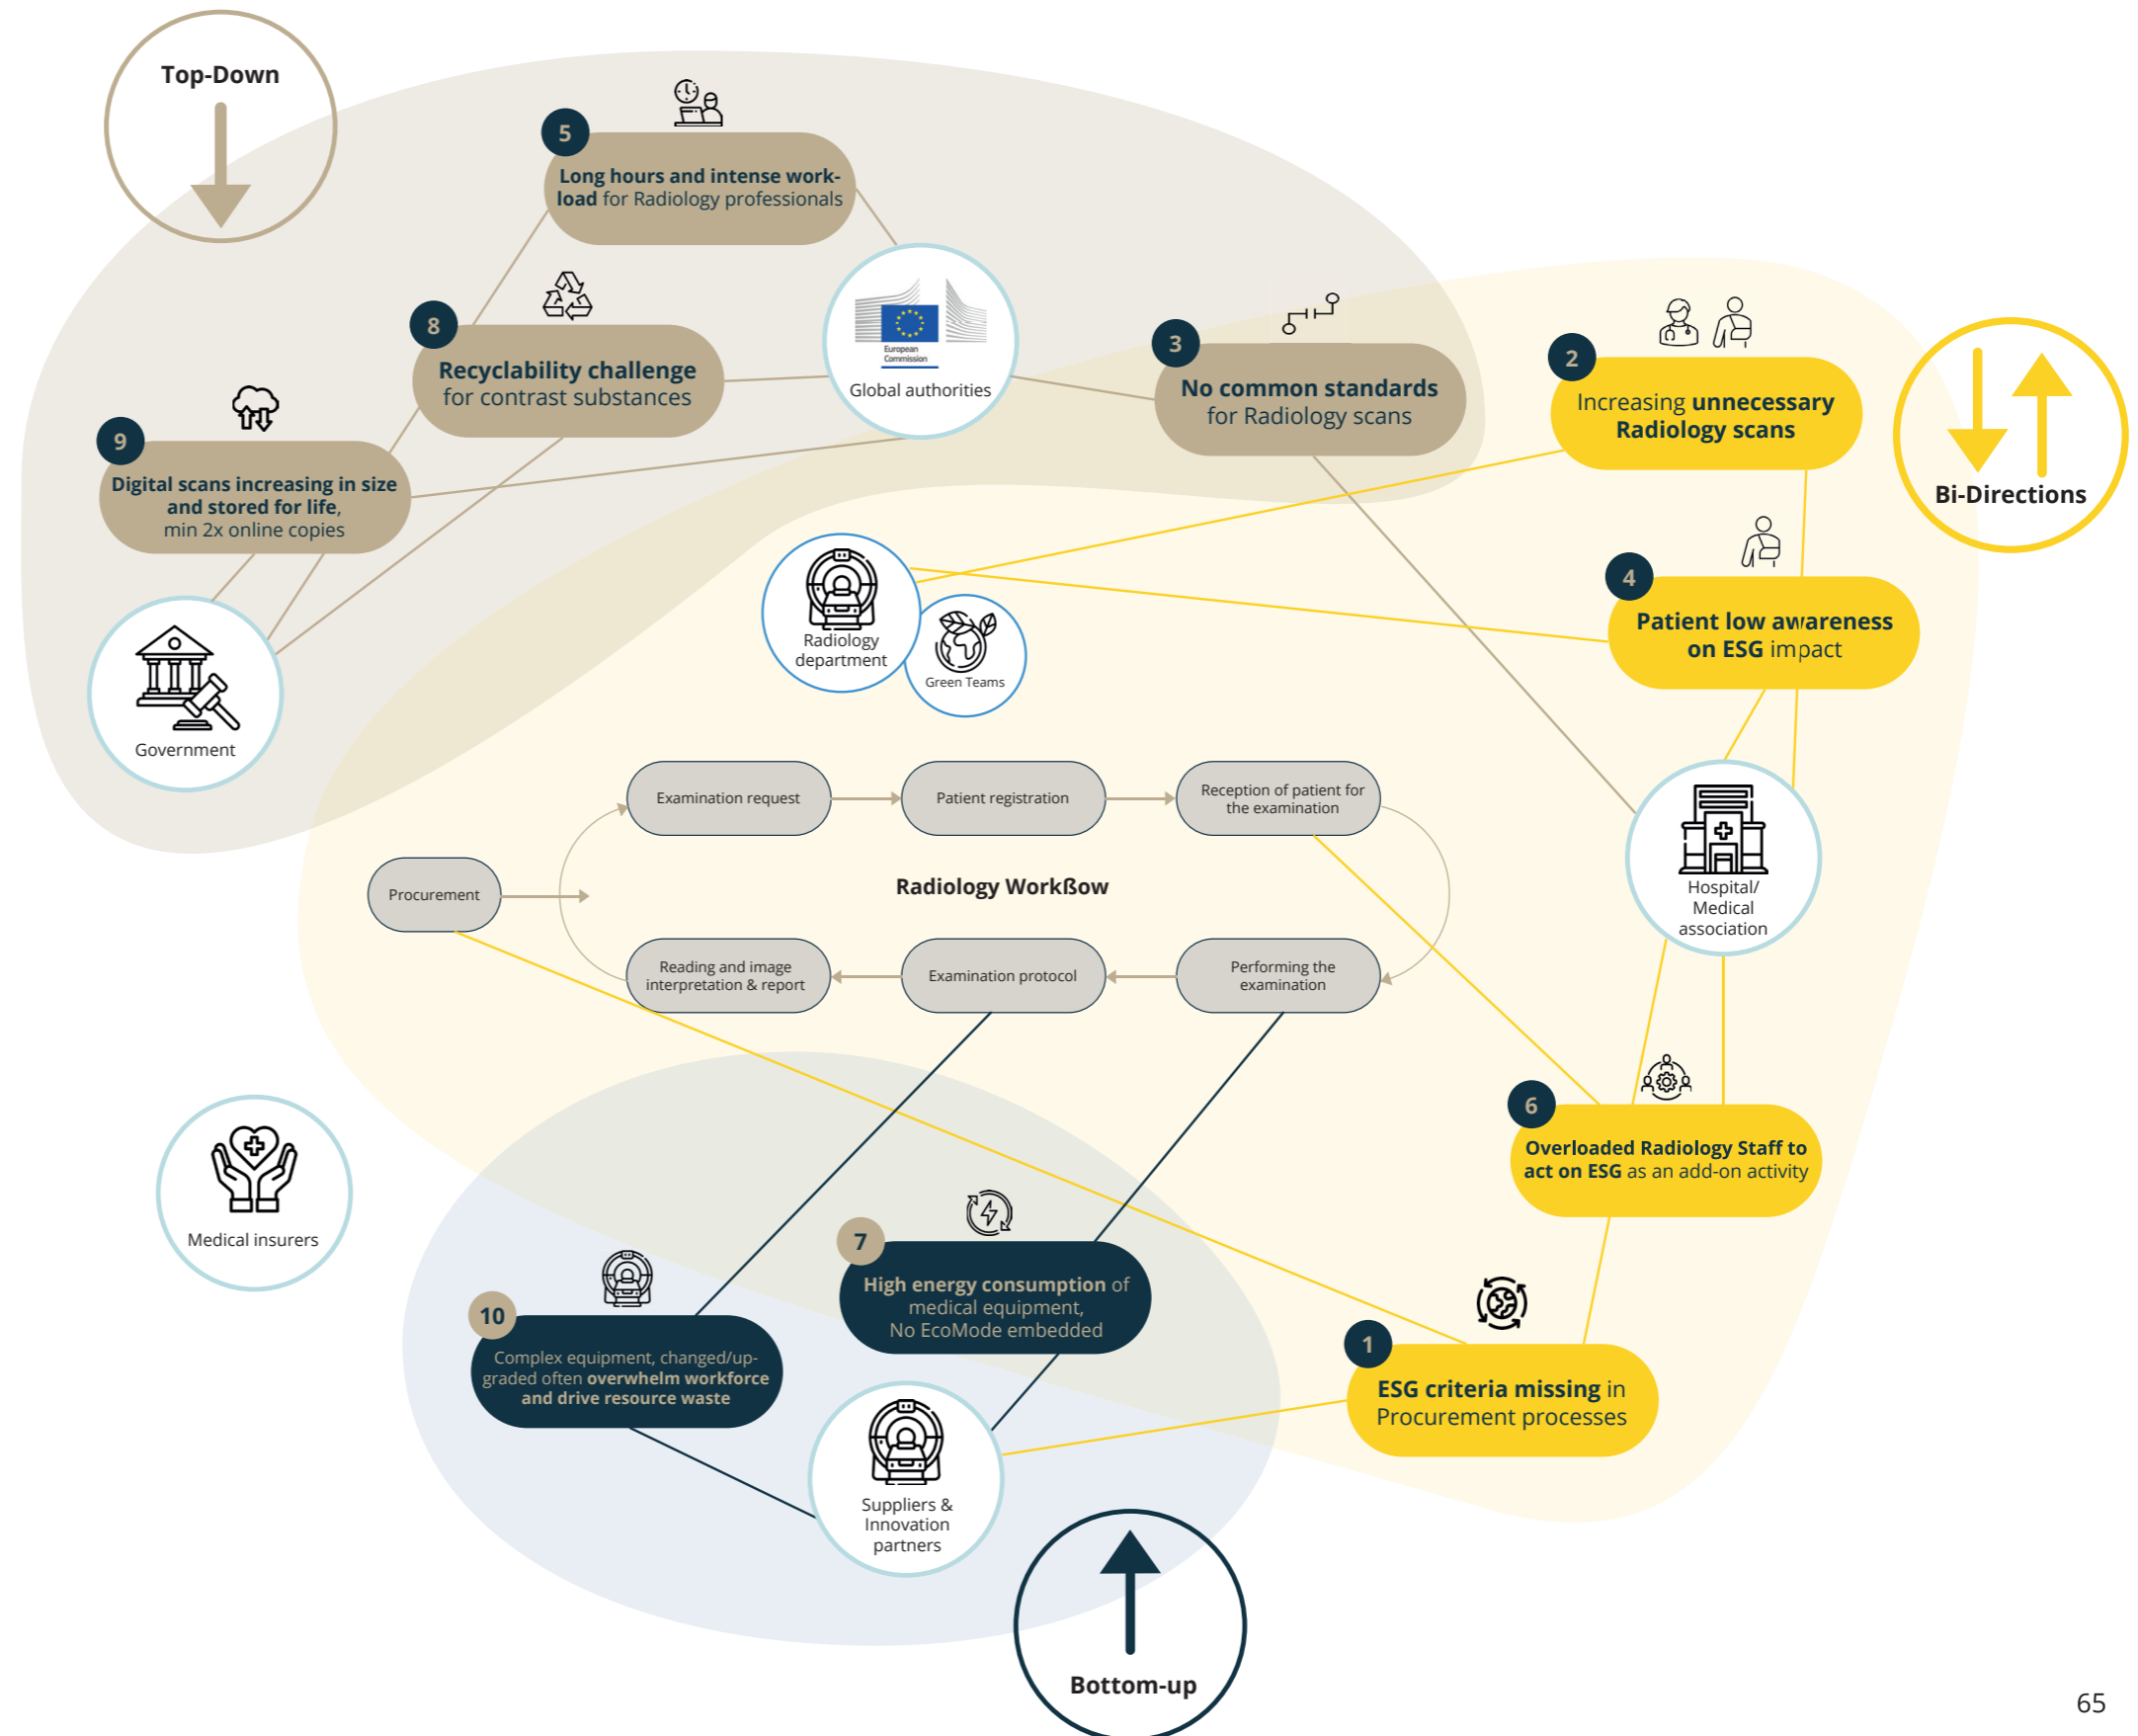 Top-Down
5
Long hours and intense work-
load for Radiology professionals
8
Recyclability challenge
for contrast substances
European
Commission
Global authorities
3
No common standards
for Radiology scans
2
Increasing unnecessary
Radiology scans
Bi-Directions
9
Digital scans increasing in size
and stored for life,
min 2x online copies
4
Patient low awareness
on ESG impact
Radiology
department
Green Teams
Government
Examination request
Patient registration
Reception of patient for
the examination
Procurement
Radiology Workßow
Hospital/
Medical
association
Reading and image
interpretation & report
Examination protocol
Performing the
examination
6
Overloaded Radiology Staff to
act on ESG as an add-on activity
Medical insurers
7
High energy consumption of
medical equipment,
No EcoMode embedded
10
Complex equipment, changed/up-
graded often overwhelm workforce
and drive resource waste
1
ESG criteria missing in
Procurement processes
Suppliers &
Innovation
partners
Bottom-up
65